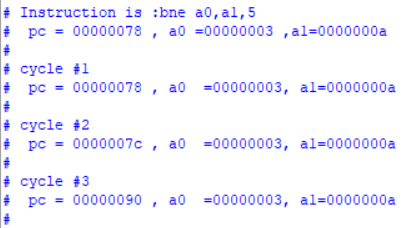 # Instruction is :bne a0,a1,5
#  pc = 00000078 , a0 =00000003 ,a1=0000000a
#
# cycle #1
#  pc = 00000078 , a0  =00000003, a1=0000000a
#
# cycle #2
#  pc = 0000007c , a0  =00000003, a1=0000000a
#
# cycle #3
#  pc = 00000090 , a0  =00000003, a1=0000000a
#